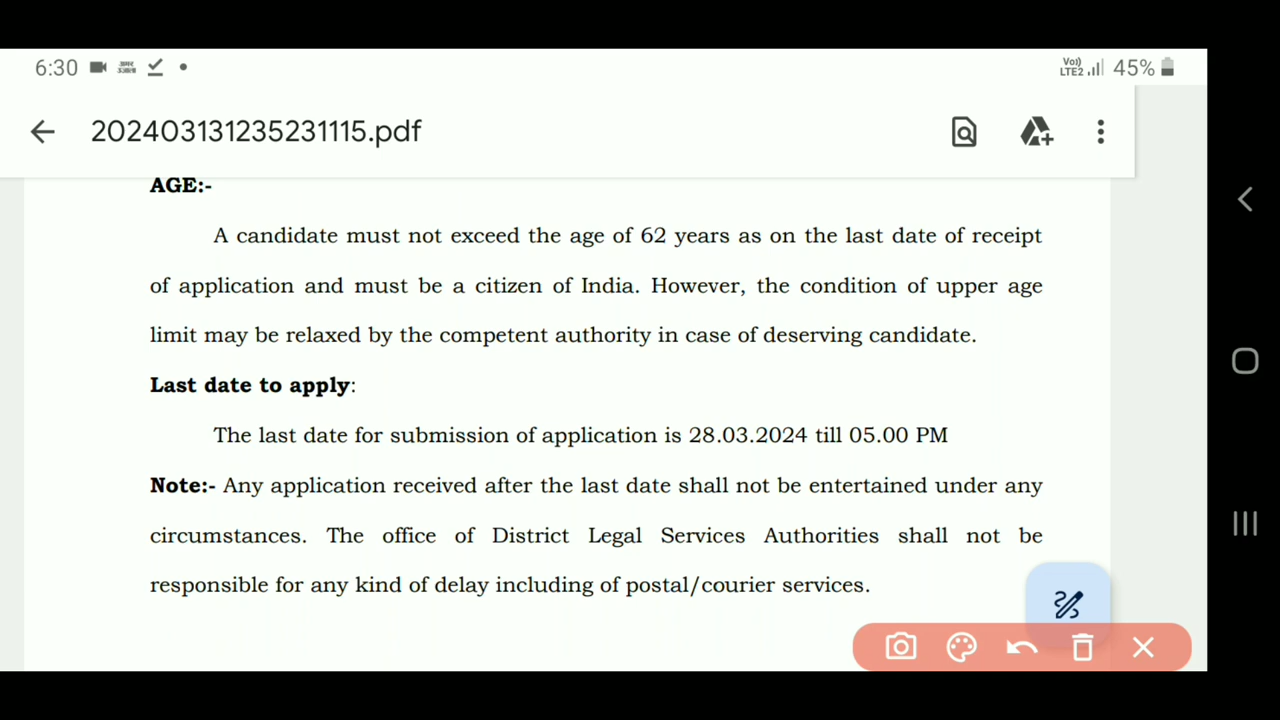 6:30
Vo)) LTE2 45%
202403131235231115.pdf
AGE:-
A candidate must not exceed the age of 62 years as on the last date of receipt
of application and must be a citizen of India. However, the condition of upper age
limit may be relaxed by the competent authority in case of deserving candidate.
Last date to apply:
The last date for submission of application is 28.03.2024 till 05.00 PM
Note:- Any application received after the last date shall not be entertained under any
circumstances. The office of District Legal Services Authorities shall not be
responsible for any kind of delay including of postal/courier services.